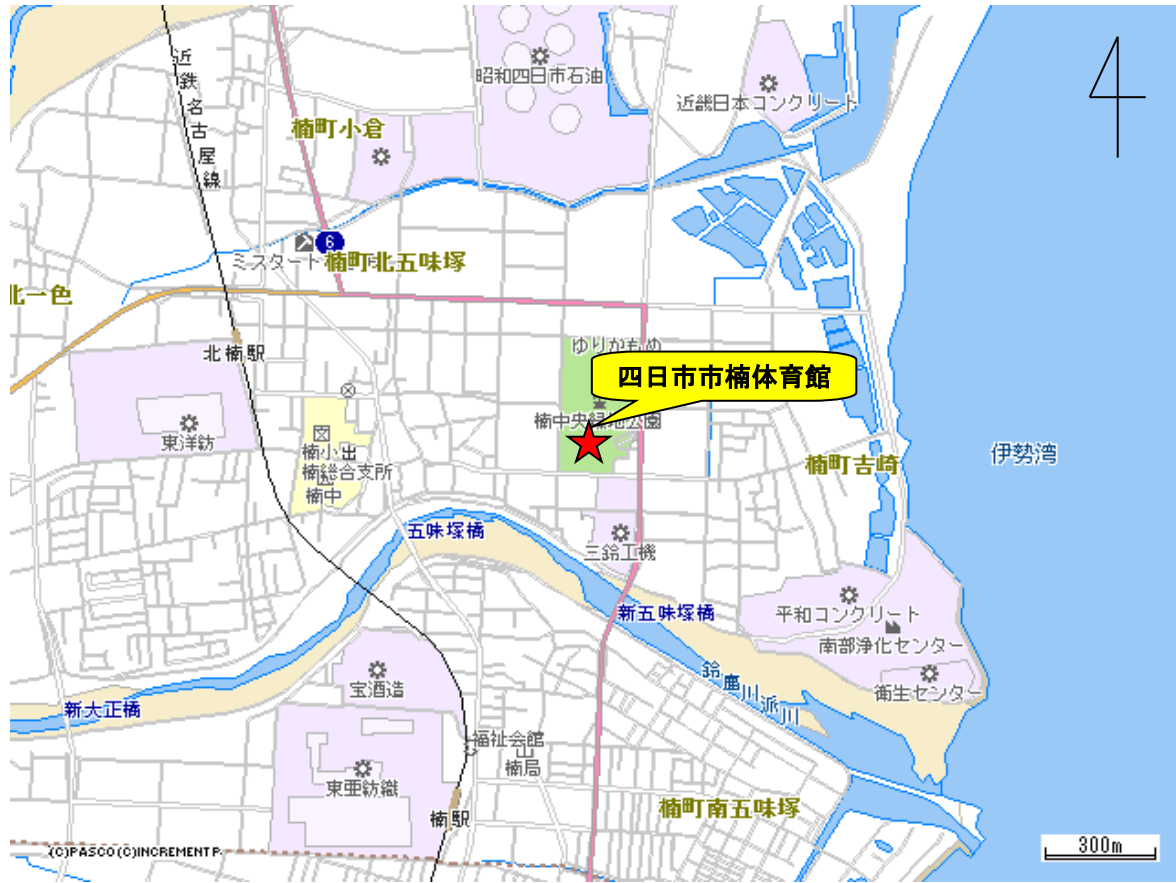 近鉄名古屋線
昭和四日市石油
近畿日本コンクリート
楠町小倉
6
ミスタート
楠町北五味塚
北一色
北楠駅
ゆりかもめ
四日市市楠体育館
楠中央緑地公園
東洋紡
楠小出
楠総合支所
楠中
楠町吉崎
伊勢湾
五味塚橋
三鈴工機
新五味塚橋
平和コンクリート
南部浄化センター
衛生センター
鈴鹿川派川
宝酒造
新大正橋
福祉会館
山
楠局
東亜紡織
楠町南五味塚
楠駅
(C)PASCO(C)INCREMENT P
300m